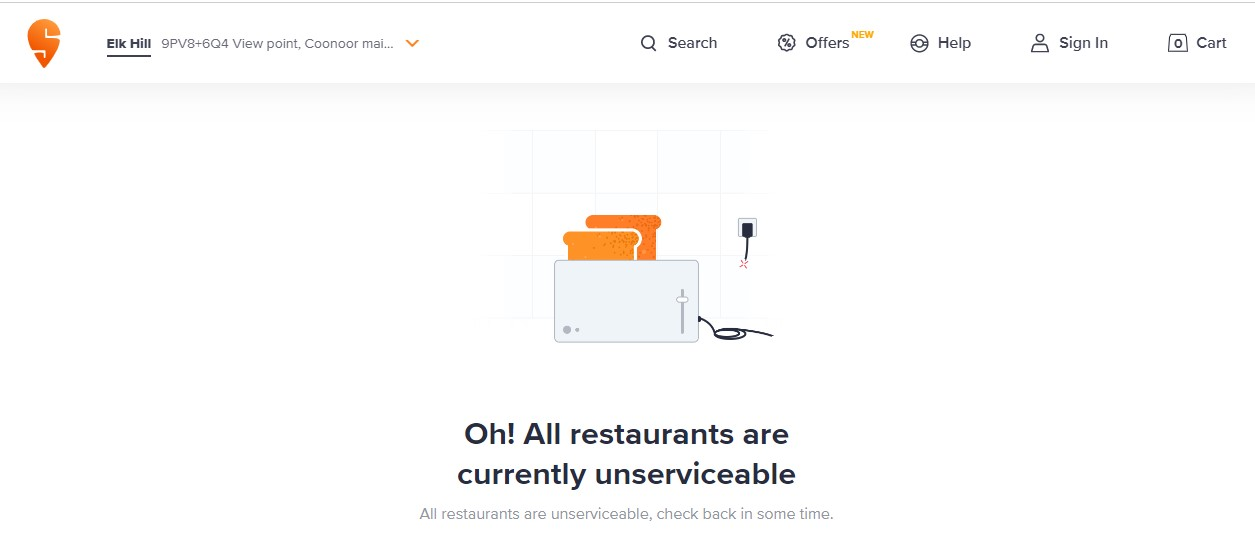 Elk Hill 9PV8+6Q4 View point, Coonoor mai...
Search
Offers NEW
Help
Sign In
0 Cart
Oh! All restaurants are
currently unserviceable
All restaurants are unserviceable, check back in some time.